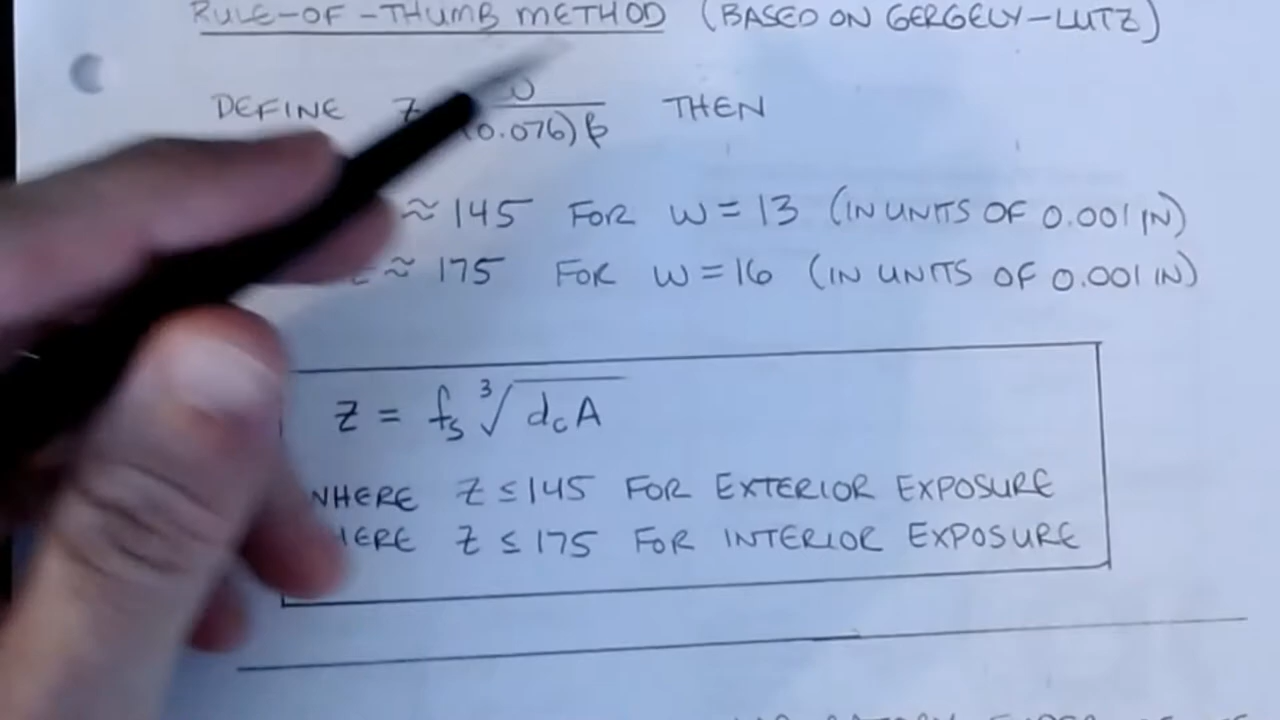 RULE-OF-THUMB METHOD (BASED ON GERGELY-LUTZ)
DEFINE Z w/(0.076)β THEN
≈ 145 FOR W = 13 (IN UNITS OF 0.001 IN)
≈ 175 FOR W = 16 (IN UNITS OF 0.001 IN)
Z = fs ∛dcA
WHERE Z ≤ 145 FOR EXTERIOR EXPOSURE
Z ≤ 175 FOR INTERIOR EXPOSURE